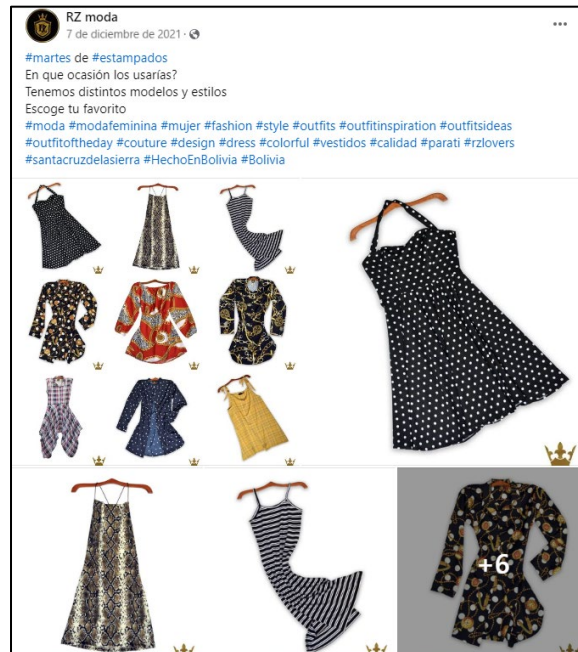 RZ moda
7 de diciembre de 2021 ·
#martes de #estampados
En que ocasión los usarías?
Tenemos distintos modelos y estilos
Escoge tu favorito
#moda #modafeminina #mujer #fashion #style #outfits #outfitinspiration #outfitsideas
#outfitoftheday #couture #design #dress #colorful #vestidos #calidad #parati #rzlovers
#santacruzdelasierra #HechoEnBolivia #Bolivia
+6